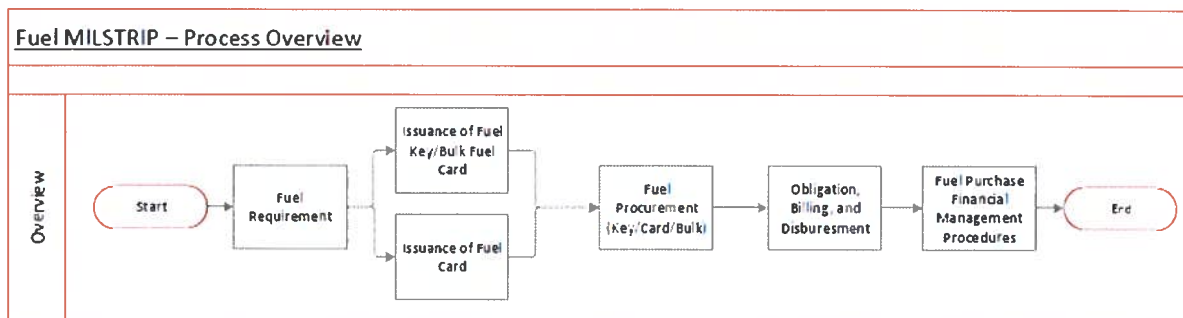 Fuel MILSTRIP – Process Overview
Overview
Start
Fuel
Requirement
Issuance of Fuel
Key/Bulk Fuel
Card
Issuance of Fuel
Card
Fuel
Procurement
(Key/Card/Bulk)
Obligation,
Billing, and
Disburesment
Fuel Purchase
Financial
Management
Procedures
End